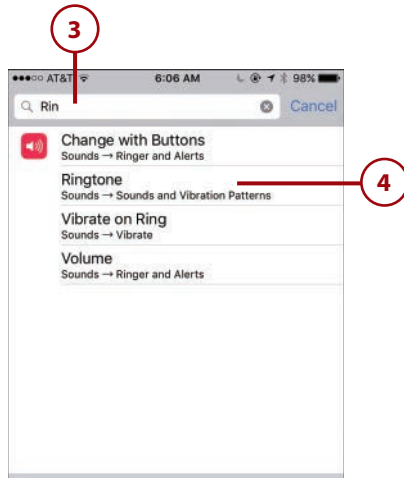 3
AT&T 6:06 AM 98%
Rin Cancel
Change with Buttons
Sounds → Ringer and Alerts
Ringtone
Sounds → Sounds and Vibration Patterns
4
Vibrate on Ring
Sounds → Vibrate
Volume
Sounds → Ringer and Alerts